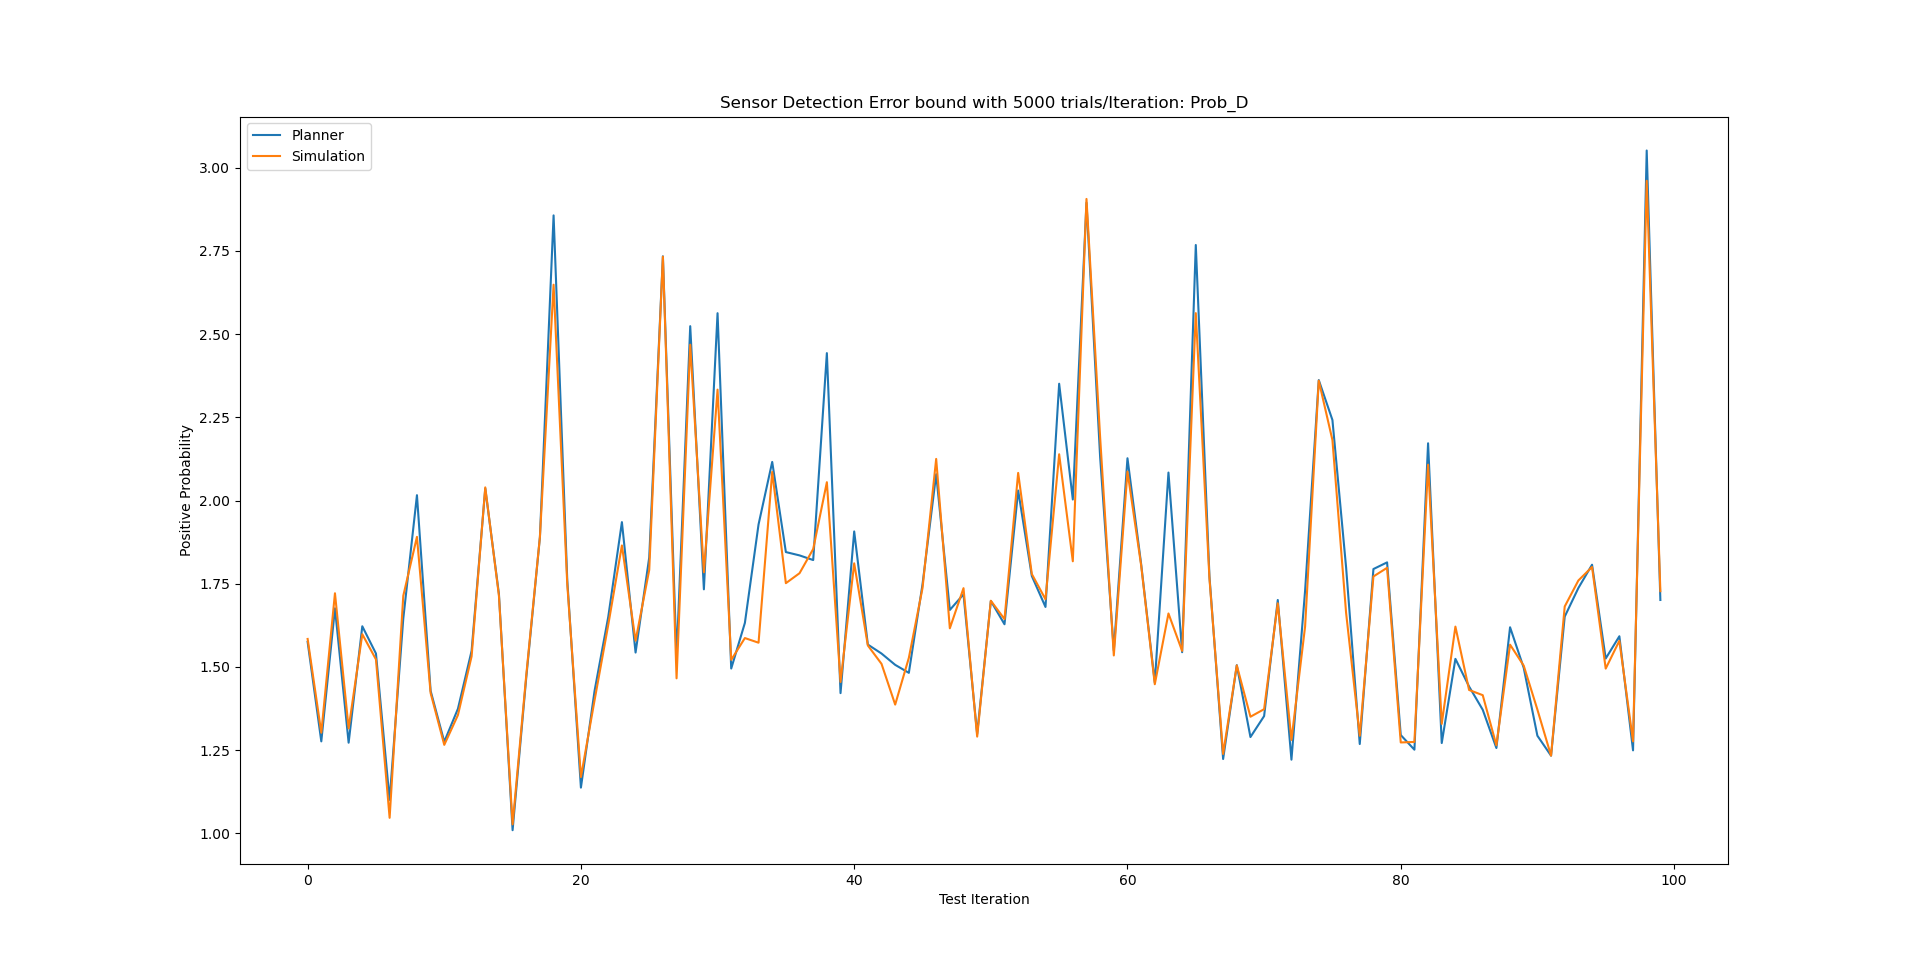 Sensor Detection Error bound with 5000 trials/Iteration: Prob_D
Planner
Simulation
3.00
2.75
2.50
2.25
2.00
1.75
1.50
1.25
1.00
Positive Probability
0 20 40 60 80 100
Test Iteration